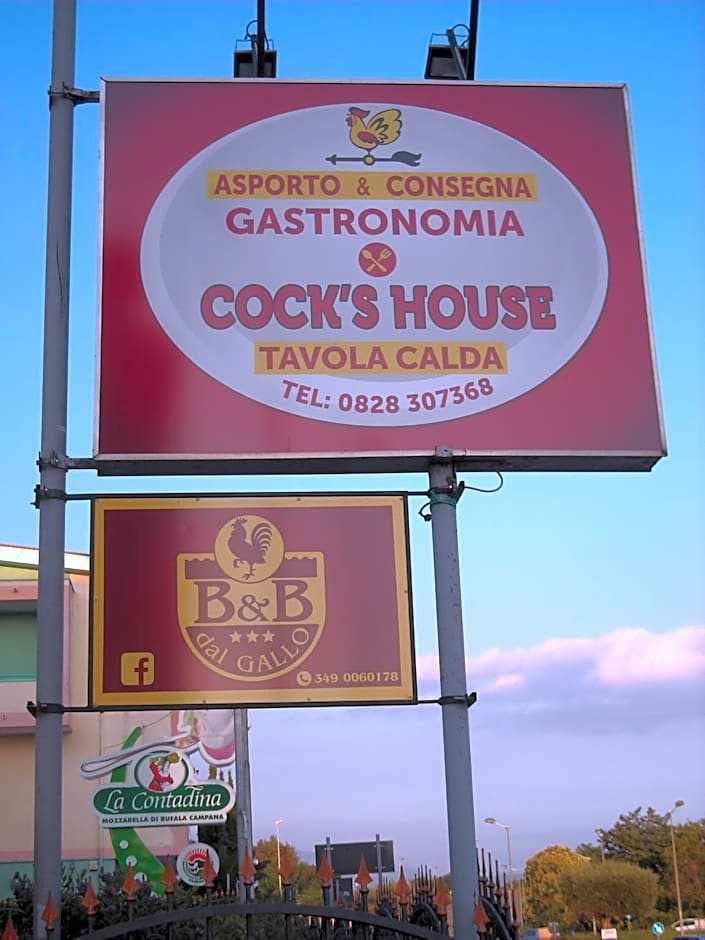 ASPORTO & CONSEGNA
GASTRONOMIA
COCK'S HOUSE
TAVOLA CALDA
TEL: 0828 307368
B&B
dal GALLO
f
349 0060178
La Contadina
MOZZARELLA DI BUFALA CAMPANA